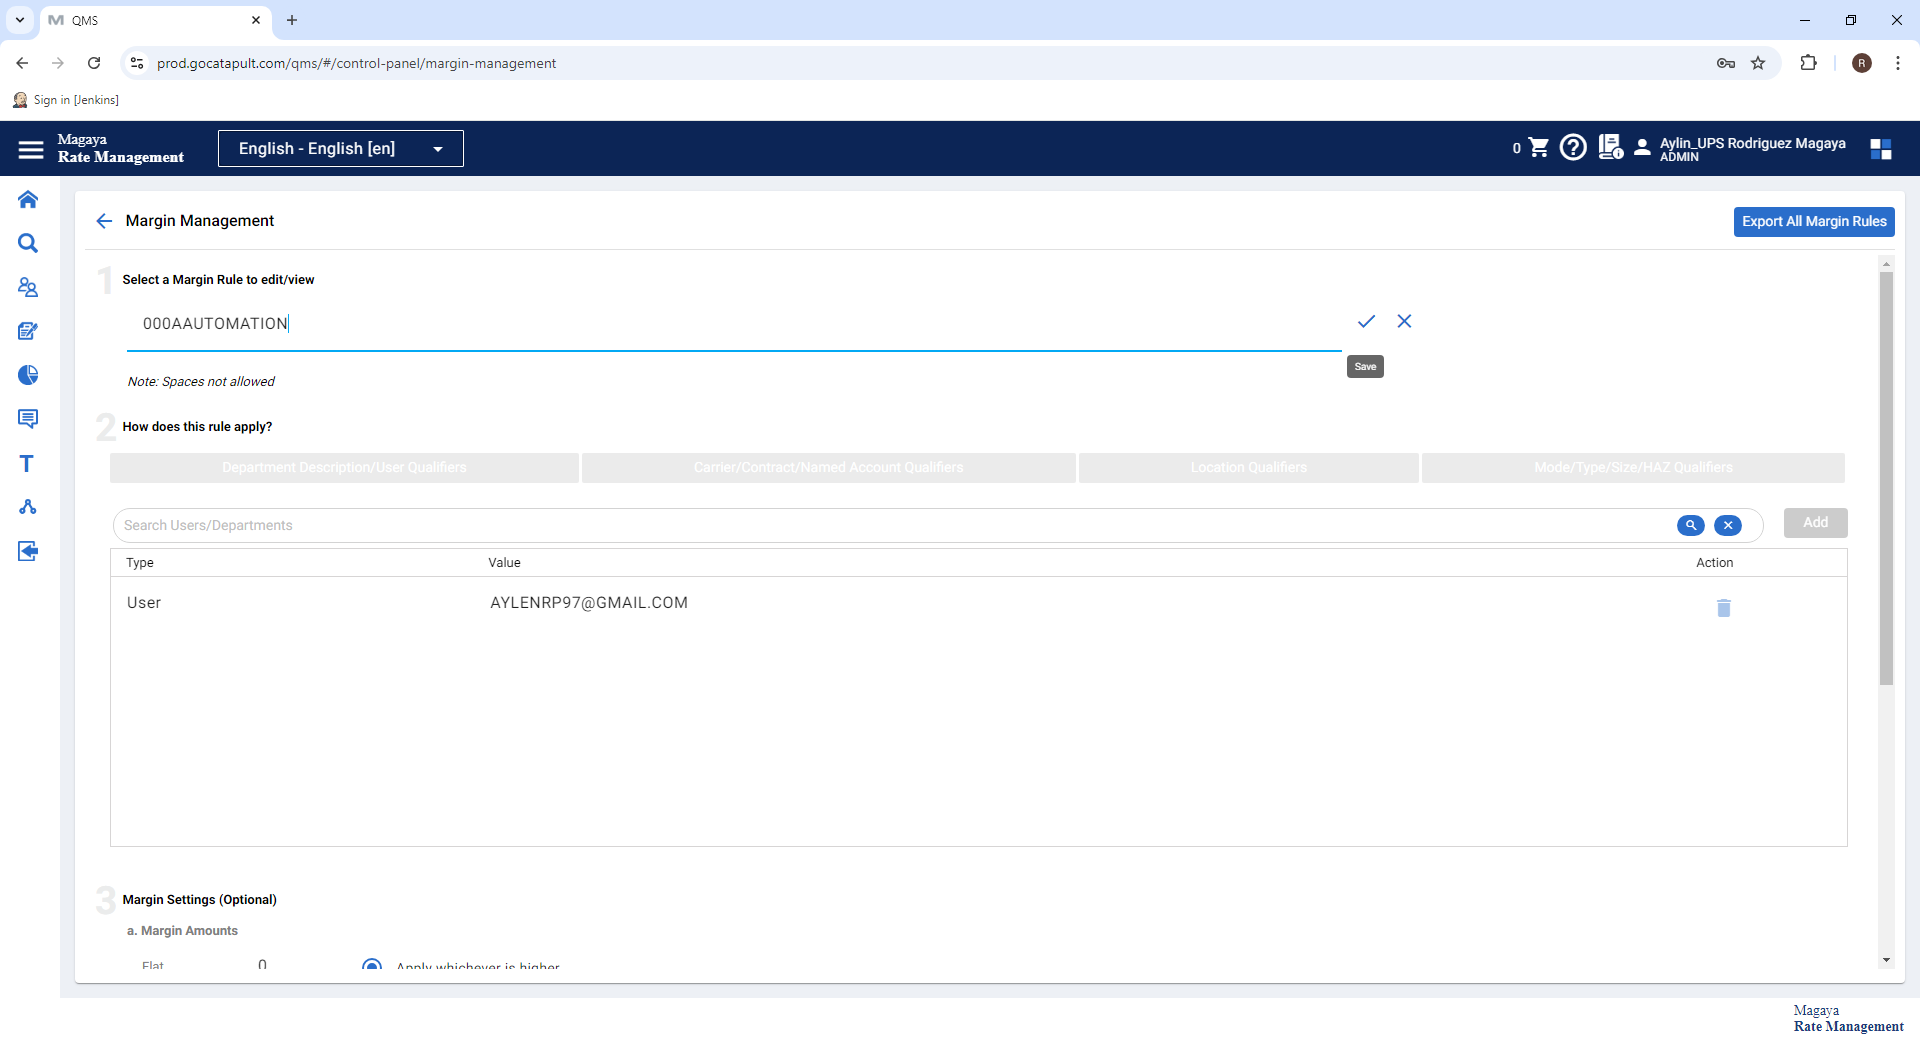 QMS
prod.gocatapult.com/qms/#/control-panel/margin-management
R
Sign in [Jenkins]
Magaya
Rate Management
English - English [en]
0
Aylin_UPS Rodriguez Magaya
ADMIN
Margin Management
Export All Margin Rules
1
Select a Margin Rule to edit/view
000AAUTOMATION
Save
Note: Spaces not allowed
2
How does this rule apply?
Department Description/User Qualifiers
Carrier/Contract/Named Account Qualifiers
Location Qualifiers
Mode/Type/Size/HAZ Qualifiers
Search Users/Departments
Add
Type Value Action
User AYLENRP97@GMAIL.COM
3
Margin Settings (Optional)
a. Margin Amounts
Flat 0 Apply whichever is higher
Magaya
Rate Management